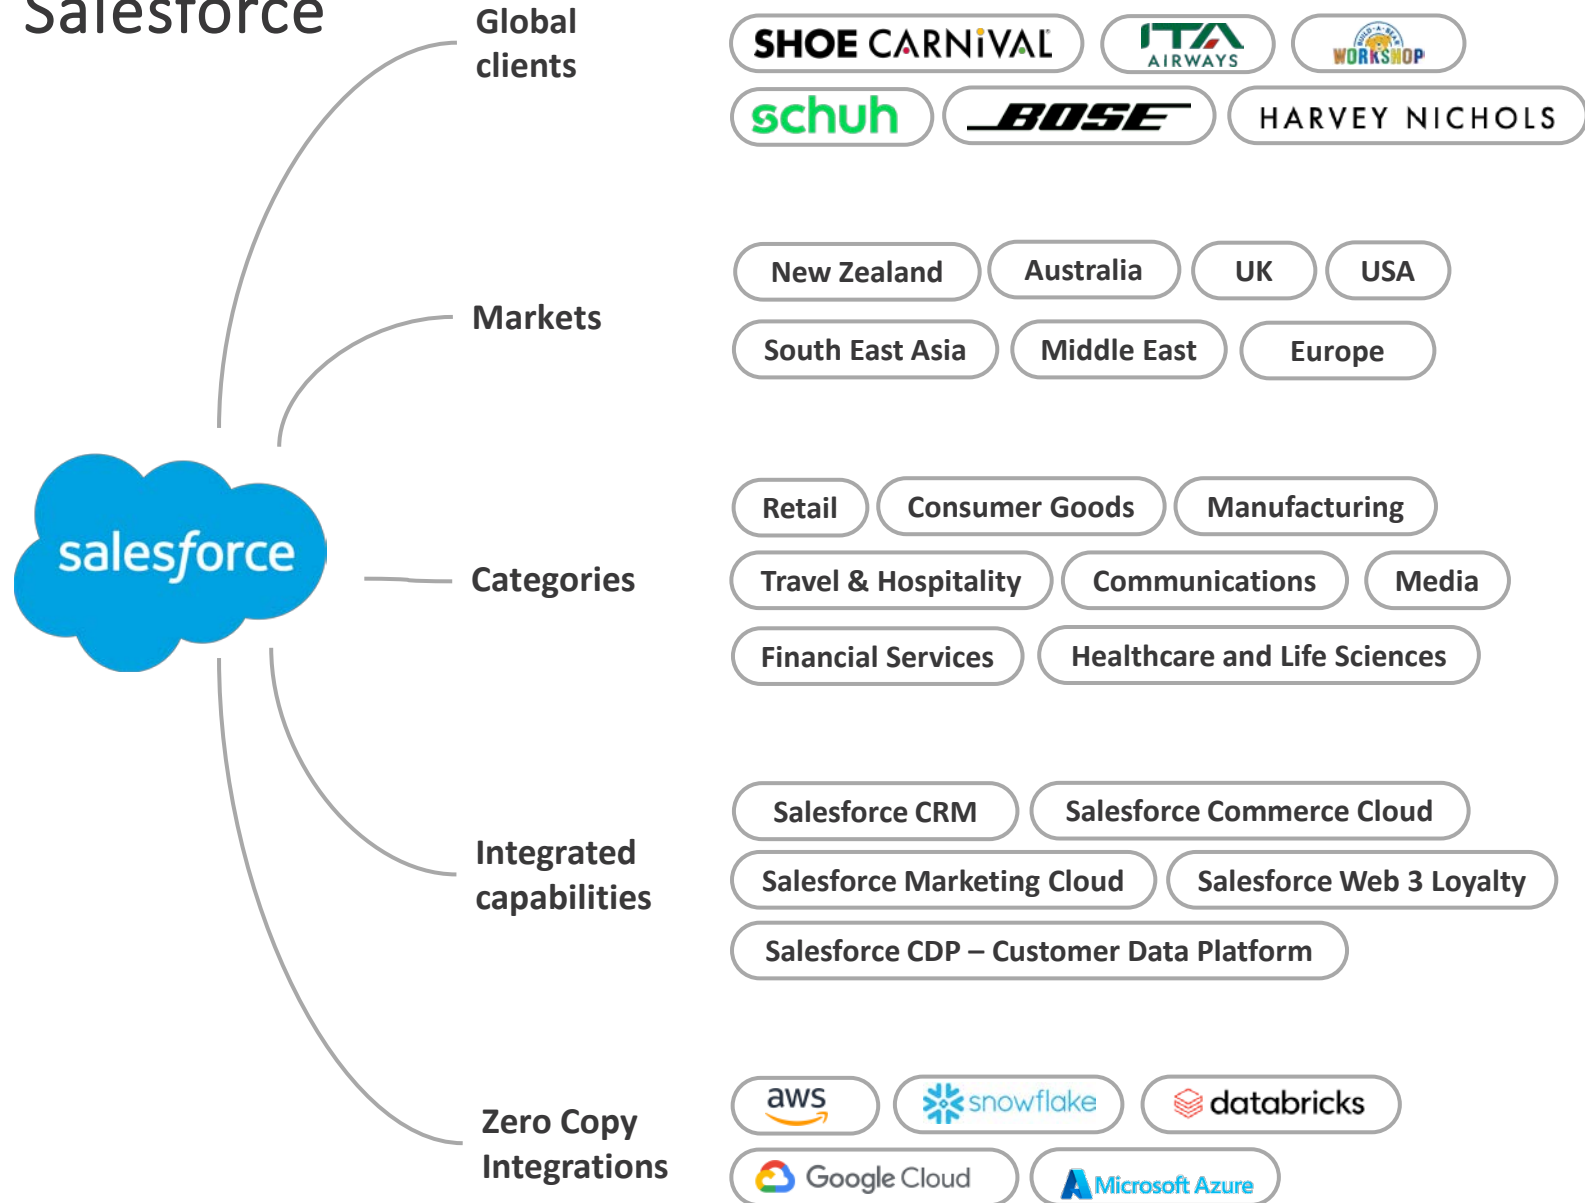 Salesforce
Global
clients
SHOE CARNiVAL
ITA
AIRWAYS
BUILD-A-BEAR
WORKSHOP
schuh
BOSE
HARVEY NICHOLS
Markets
New Zealand
Australia
UK
USA
South East Asia
Middle East
Europe
salesforce
Categories
Retail
Consumer Goods
Manufacturing
Travel & Hospitality
Communications
Media
Financial Services
Healthcare and Life Sciences
Integrated
capabilities
Salesforce CRM
Salesforce Commerce Cloud
Salesforce Marketing Cloud
Salesforce Web 3 Loyalty
Salesforce CDP – Customer Data Platform
Zero Copy
Integrations
aws
snowflake
databricks
Google Cloud
Microsoft Azure